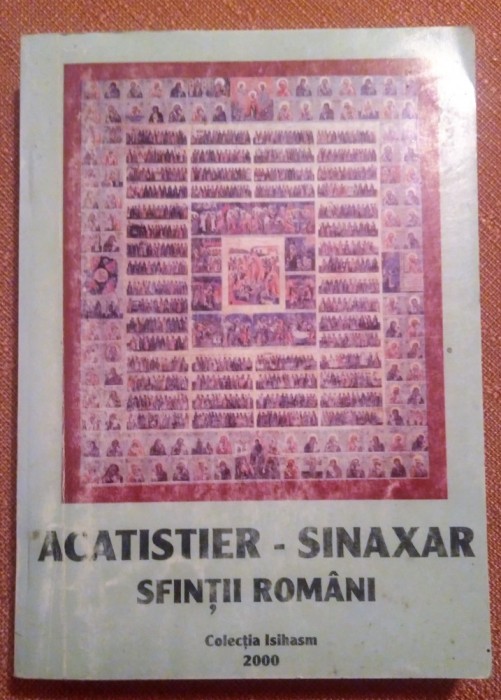 ACATISTIER - SINAXAR
SFINȚII ROMÂNI
Colecția Isihasm
2000